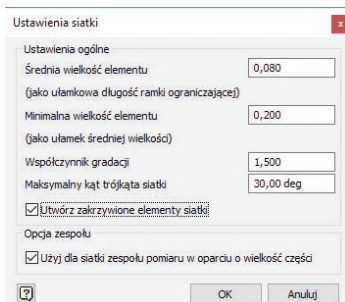 Ustawienia siatki
x
Ustawienia ogólne
Średnia wielkość elementu 0,080
(jako ułamkowa długość ramki ograniczającej)
Minimalna wielkość elementu 0,200
(jako ułamek średniej wielkości)
Współczynnik gradacji 1,500
Maksymalny kąt trójkąta siatki 30,00 deg
Utwórz zakrzywione elementy siatki
Opcja zespołu
Użyj dla siatki zespołu pomiaru w oparciu o wielkość części
? OK Anuluj